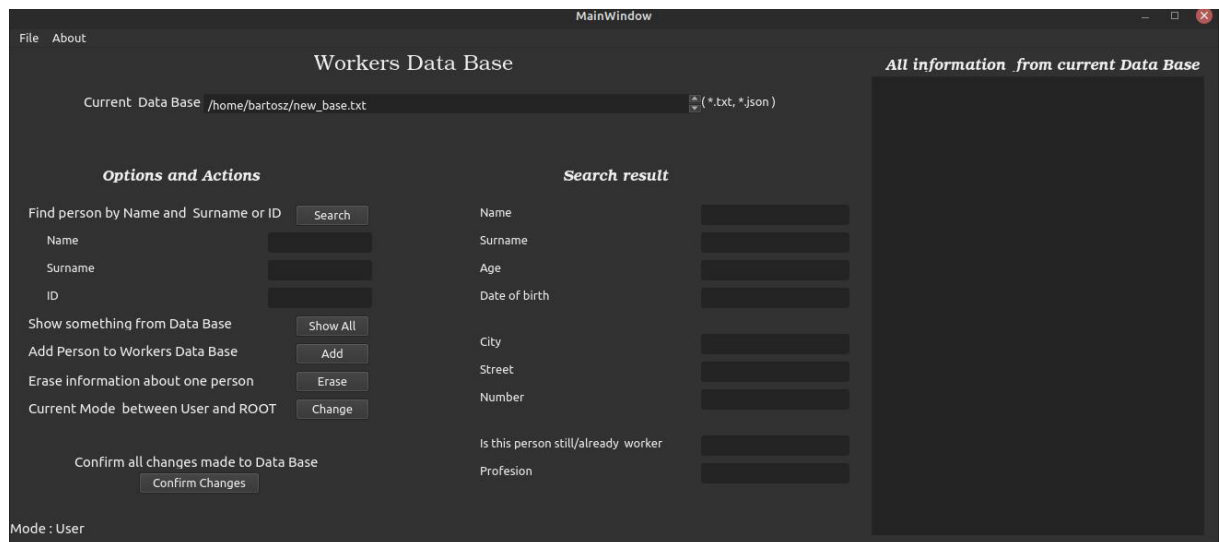 MainWindow
File About
Workers Data Base
Current Data Base /home/bartosz/new_base.txt (*.txt, *.json )
Options and Actions
Find person by Name and Surname or ID Search
Name
Surname
ID
Show something from Data Base Show All
Add Person to Workers Data Base Add
Erase information about one person Erase
Current Mode between User and ROOT Change
Confirm all changes made to Data Base
Confirm Changes
Mode : User
Search result
Name
Surname
Age
Date of birth
City
Street
Number
Is this person still/already worker
Profesion
All information from current Data Base